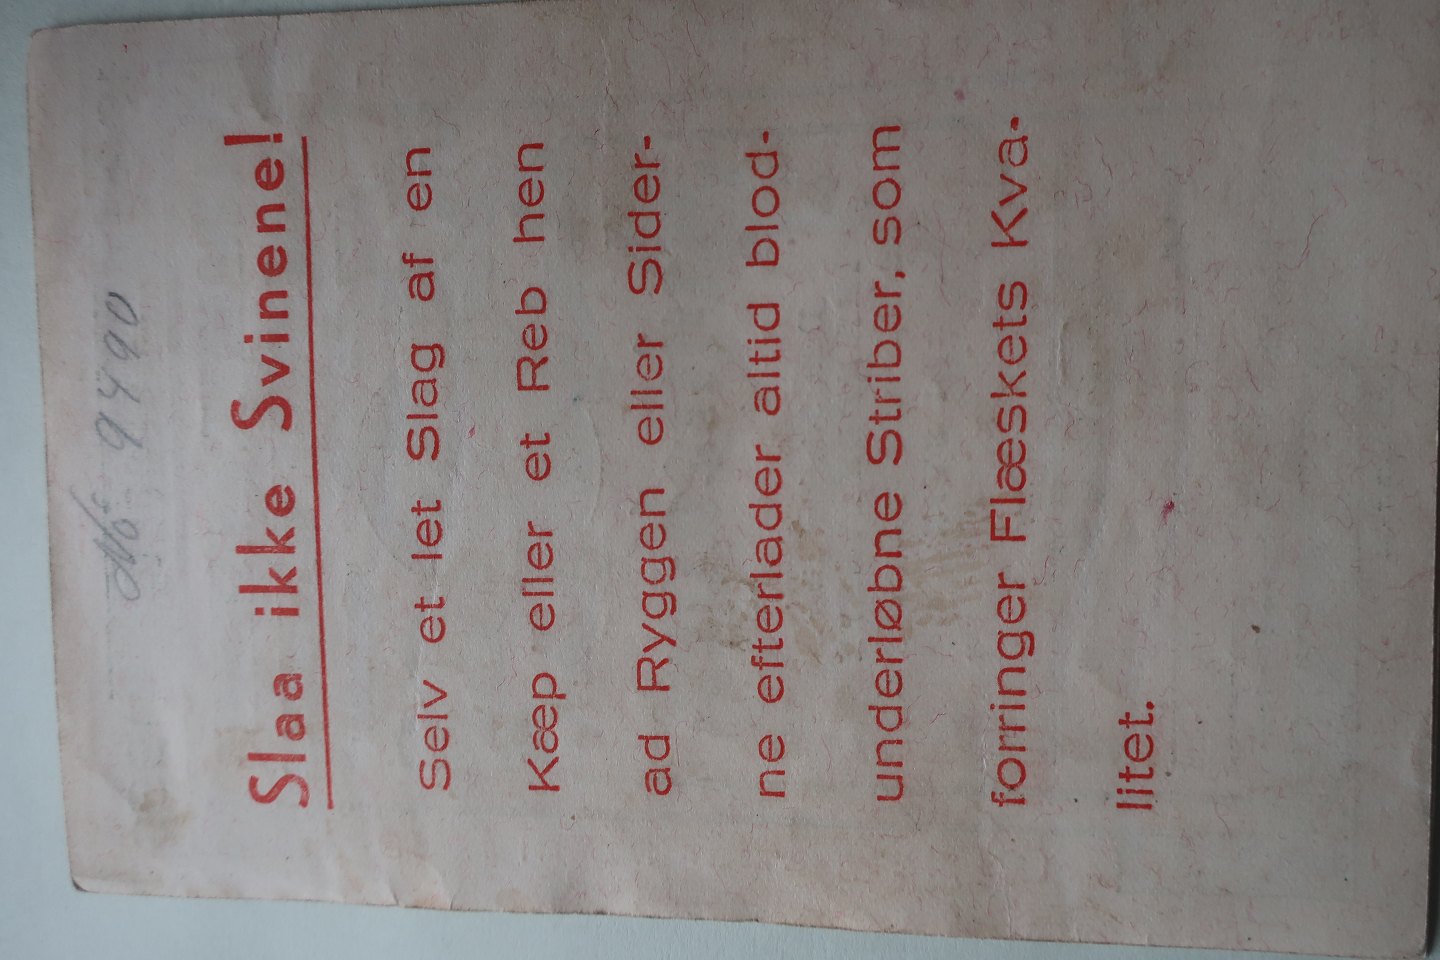 No 9490
Slaa ikke Svinene!
Selv et let Slag af en
Kæp eller et Reb hen
ad Ryggen eller Sider-
ne efterlader altid blod-
underløbne Striber, som
forringer Flæskets Kva-
litet.